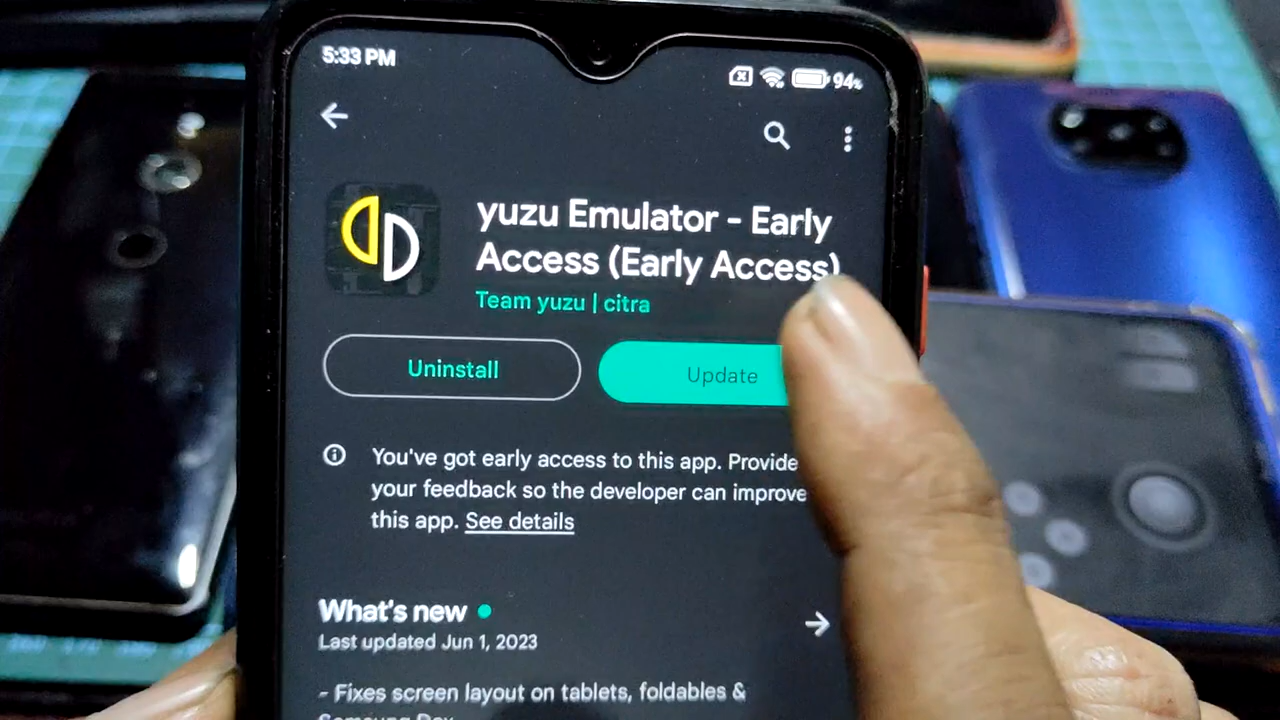 5:33 PM
94%
yuzu Emulator - Early
Access (Early Access)
Team yuzu | citra
Uninstall
Update
You've got early access to this app. Provide
your feedback so the developer can improve
this app. See details
What's new
Last updated Jun 1, 2023
- Fixes screen layout on tablets, foldables &
Samsung Dex